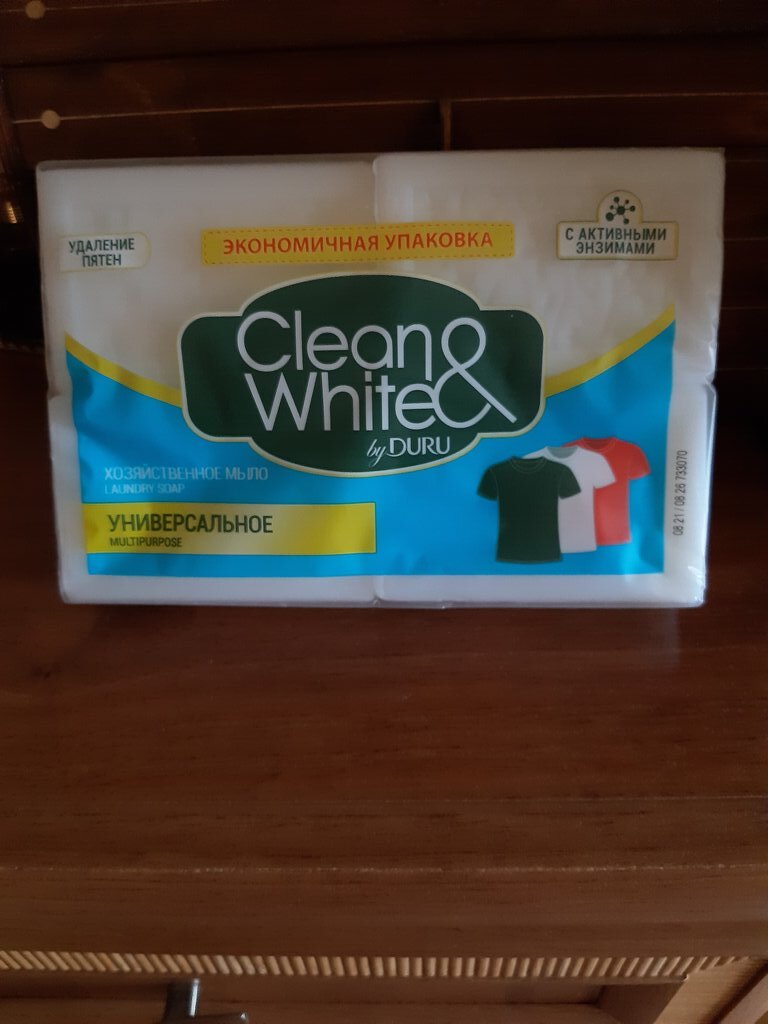 УДАЛЕНИЕ
ПЯТЕН
ЭКОНОМИЧНАЯ УПАКОВКА
С АКТИВНЫМИ
ЭНЗИМАМИ
Clean &
White
by DURU
ХОЗЯЙСТВЕННОЕ МЫЛО
LAUNDRY SOAP
УНИВЕРСАЛЬНОЕ
MULTIPURPOSE
08 21 / 08 26 733070